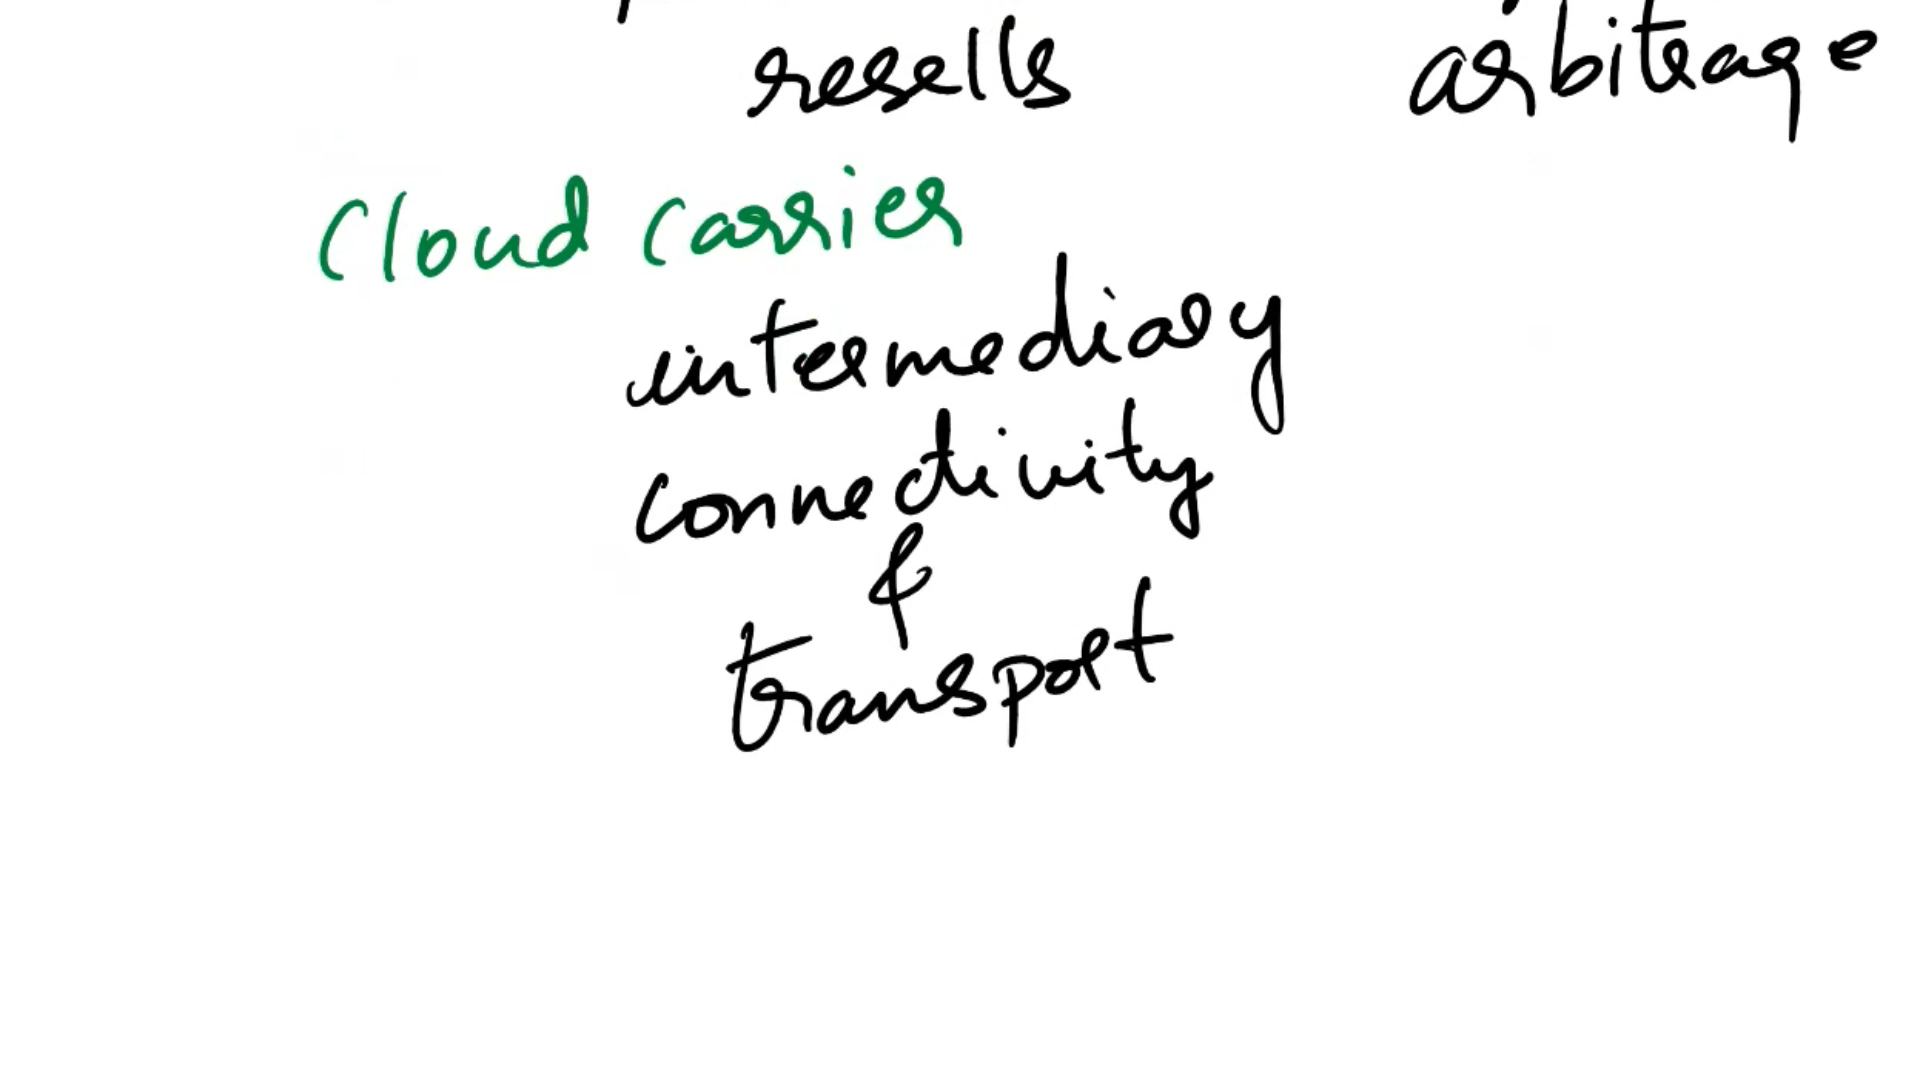 resells arbitrage
Cloud carrier
intermediary
connectivity
&
transport